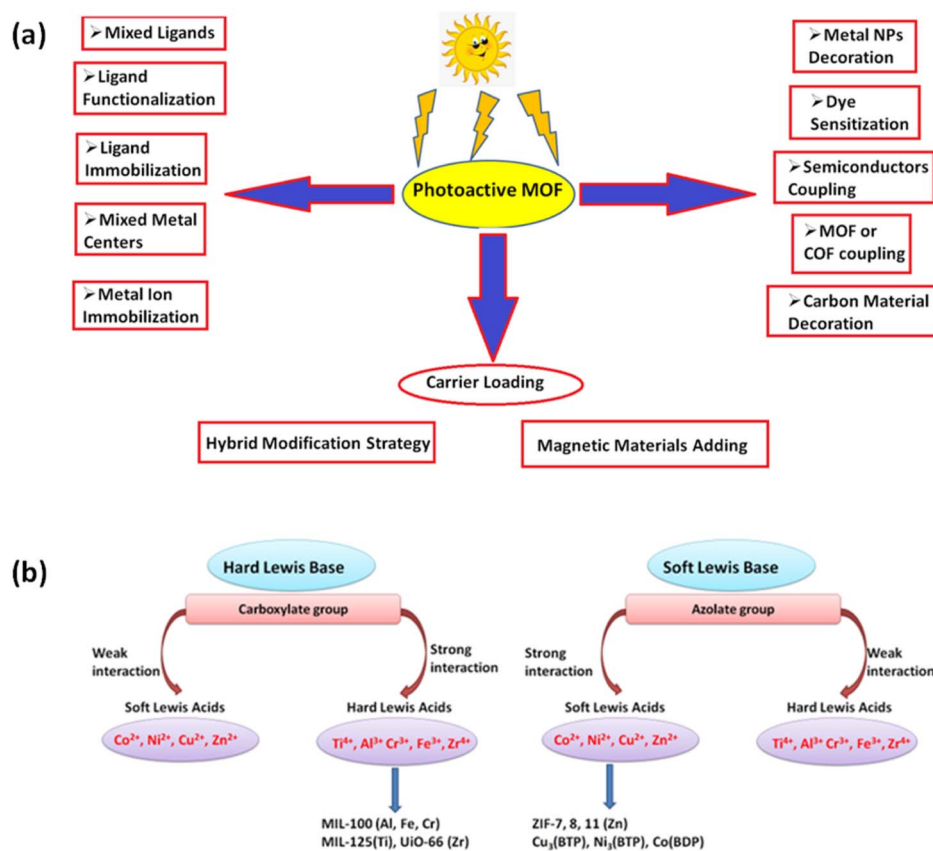 (a)
➢Mixed Ligands
➢Ligand
Functionalization
➢Ligand
Immobilization
➢Mixed Metal
Centers
➢Metal Ion
Immobilization
Photoactive MOF
➢Metal NPs
Decoration
➢Dye
Sensitization
➢Semiconductors
Coupling
➢MOF or
COF coupling
➢Carbon Material
Decoration
Carrier Loading
Hybrid Modification Strategy
Magnetic Materials Adding
(b)
Hard Lewis Base
Carboxylate group
Weak
interaction
Strong
interaction
Soft Lewis Acids
Hard Lewis Acids
Co²⁺, Ni²⁺, Cu²⁺, Zn²⁺
Ti⁴⁺, Al³⁺ Cr³⁺, Fe³⁺, Zr⁴⁺
MIL-100 (Al, Fe, Cr)
MIL-125(Ti), UiO-66 (Zr)
Soft Lewis Base
Azolate group
Strong
interaction
Weak
interaction
Soft Lewis Acids
Hard Lewis Acids
Co²⁺, Ni²⁺, Cu²⁺, Zn²⁺
Ti⁴⁺, Al³⁺ Cr³⁺, Fe³⁺, Zr⁴⁺
ZIF-7, 8, 11 (Zn)
Cu₃(BTP), Ni₃(BTP), Co(BDP)